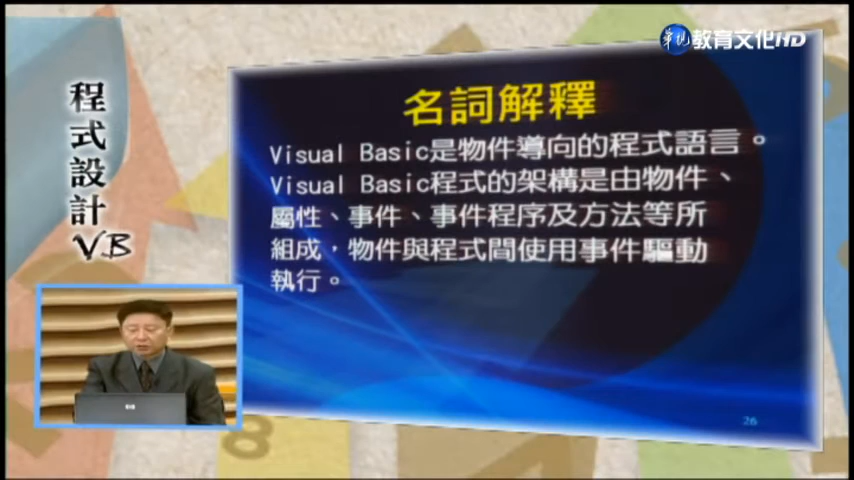 華視 教育文化HD
程式設計
VB
名詞解釋
Visual Basic是物件導向的程式語言。
Visual Basic程式的架構是由物件、
屬性、事件、事件程序及方法等所
組成，物件與程式間使用事件驅動
執行。
26
8
hp